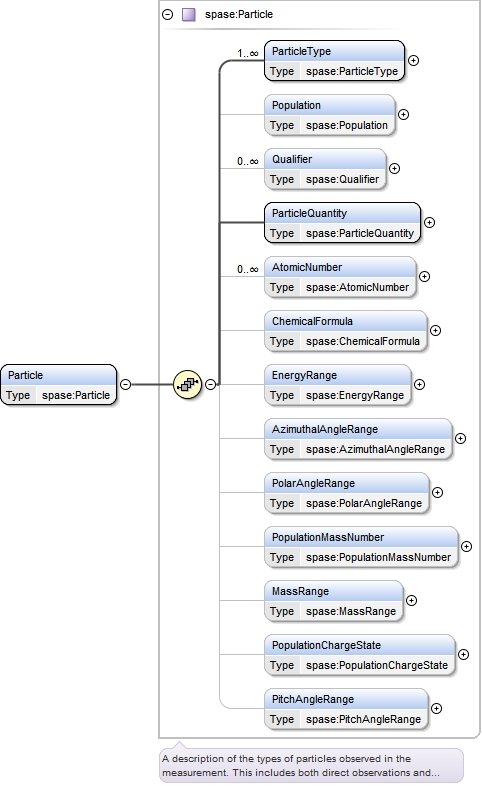 spase:Particle
1..∞
ParticleType
Type spase:ParticleType
Population
Type spase:Population
0..∞
Qualifier
Type spase:Qualifier
ParticleQuantity
Type spase:ParticleQuantity
0..∞
AtomicNumber
Type spase:AtomicNumber
ChemicalFormula
Type spase:ChemicalFormula
Particle
Type spase:Particle
EnergyRange
Type spase:EnergyRange
AzimuthalAngleRange
Type spase:AzimuthalAngleRange
PolarAngleRange
Type spase:PolarAngleRange
PopulationMassNumber
Type spase:PopulationMassNumber
MassRange
Type spase:MassRange
PopulationChargeState
Type spase:PopulationChargeState
PitchAngleRange
Type spase:PitchAngleRange
A description of the types of particles observed in the
measurement. This includes both direct observations and...